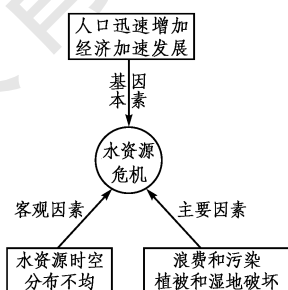 人口迅速增加
经济加速发展
基本因素
水资源
危机
客观因素
主要因素
水资源时空
分布不均
浪费和污染
植被和湿地破坏